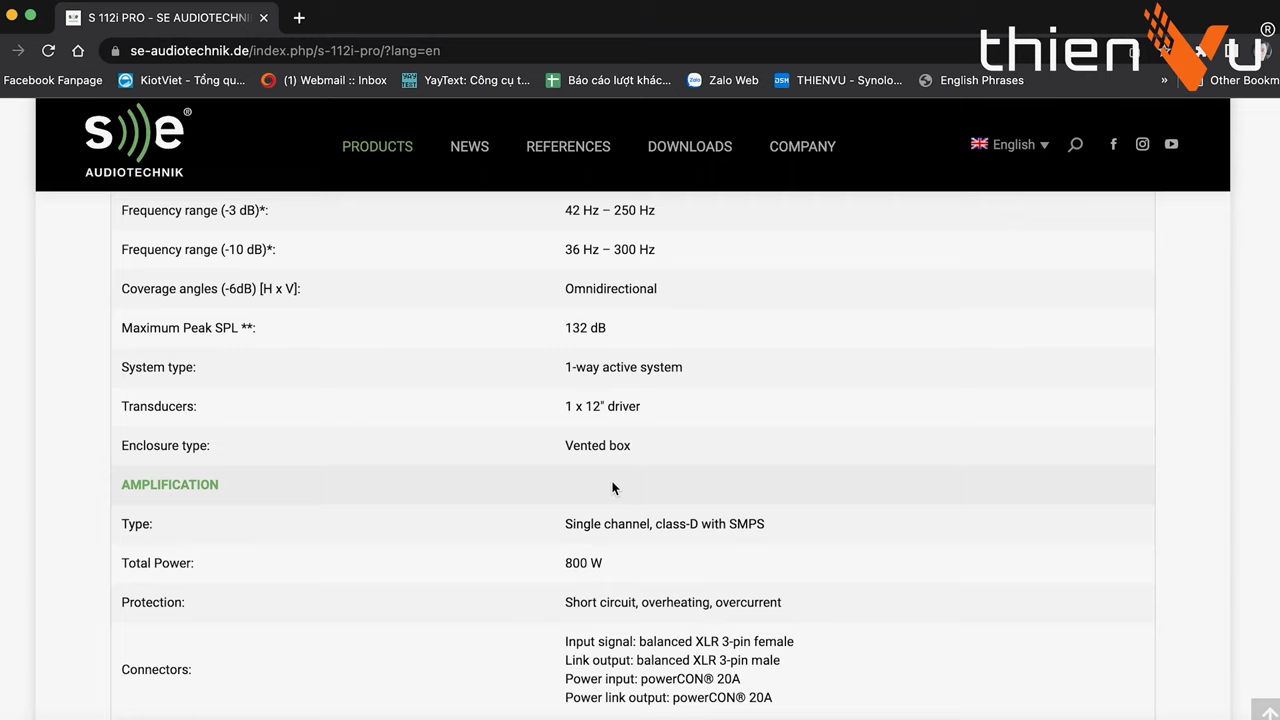 S 112i PRO - SE AUDIOTECHNI
se-audiotechnik.de/index.php/s-112i-pro/?lang=en
thien Vu ®
Facebook Fanpage
KiotViet - Tổng qu...
(1) Webmail :: Inbox
YayText: Công cụ t...
Báo cáo lượt khác...
Zalo Web
THIENVU - Synolo...
English Phrases
»
Other Bookm
se®
AUDIOTECHNIK
PRODUCTS
NEWS
REFERENCES
DOWNLOADS
COMPANY
English
Frequency range (-3 dB)*: 42 Hz – 250 Hz
Frequency range (-10 dB)*: 36 Hz – 300 Hz
Coverage angles (-6dB) [H x V]: Omnidirectional
Maximum Peak SPL **: 132 dB
System type: 1-way active system
Transducers: 1 x 12" driver
Enclosure type: Vented box
AMPLIFICATION
Type: Single channel, class-D with SMPS
Total Power: 800 W
Protection: Short circuit, overheating, overcurrent
Connectors:
Input signal: balanced XLR 3-pin female
Link output: balanced XLR 3-pin male
Power input: powerCON® 20A
Power link output: powerCON® 20A